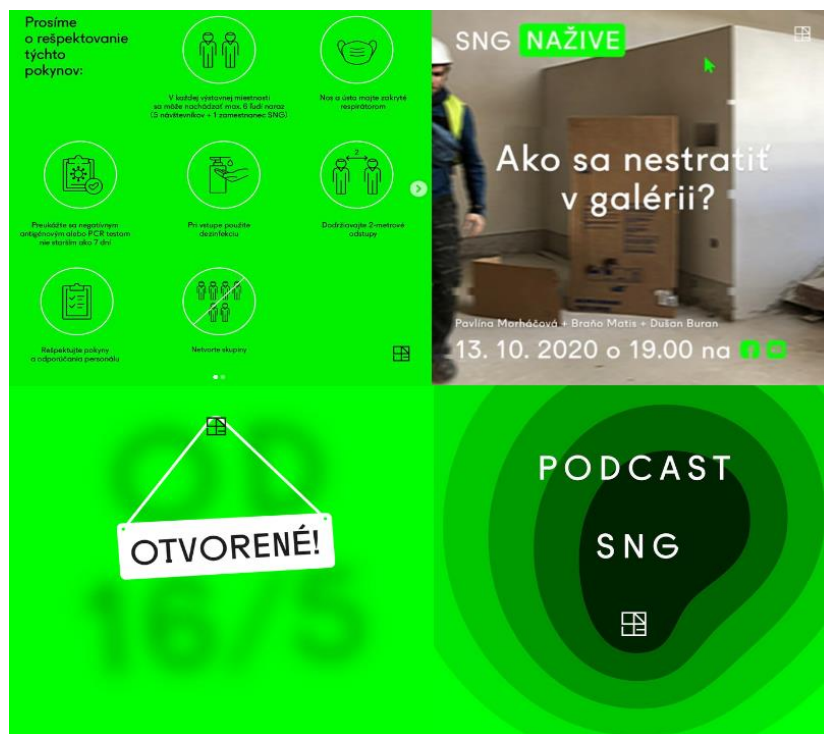 Prosíme
o rešpektovanie
týchto
pokynov:
V každej výstavnej miestnosti
sa môže nachádzať max. 6 ľudí naraz
(5 návštevníkov + 1 zamestnanec SNG)
Nos a ústa majte zakryté
respirátorom
2
Preukážte sa negatívnym
antigénovým alebo PCR testom
nie starším ako 7 dní
Pri vstupe použite
dezinfekciu
Dodržiavajte 2-metrové
odstupy
Rešpektujte pokyny
a odporúčania personálu
Netvorte skupiny
SNG NAŽIVE
Ako sa nestratiť
v galérii?
Pavlína Morháčová + Braňo Matis + Dušan Buran
13. 10. 2020 o 19.00 na
OD
OTVORENÉ!
16/5
PODCAST
SNG